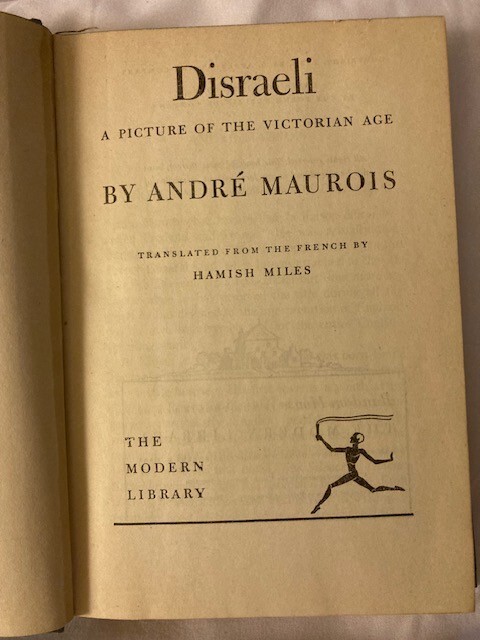 Disraeli
A PICTURE OF THE VICTORIAN AGE
BY ANDRÉ MAUROIS
TRANSLATED FROM THE FRENCH BY
HAMISH MILES
THE
MODERN
LIBRARY